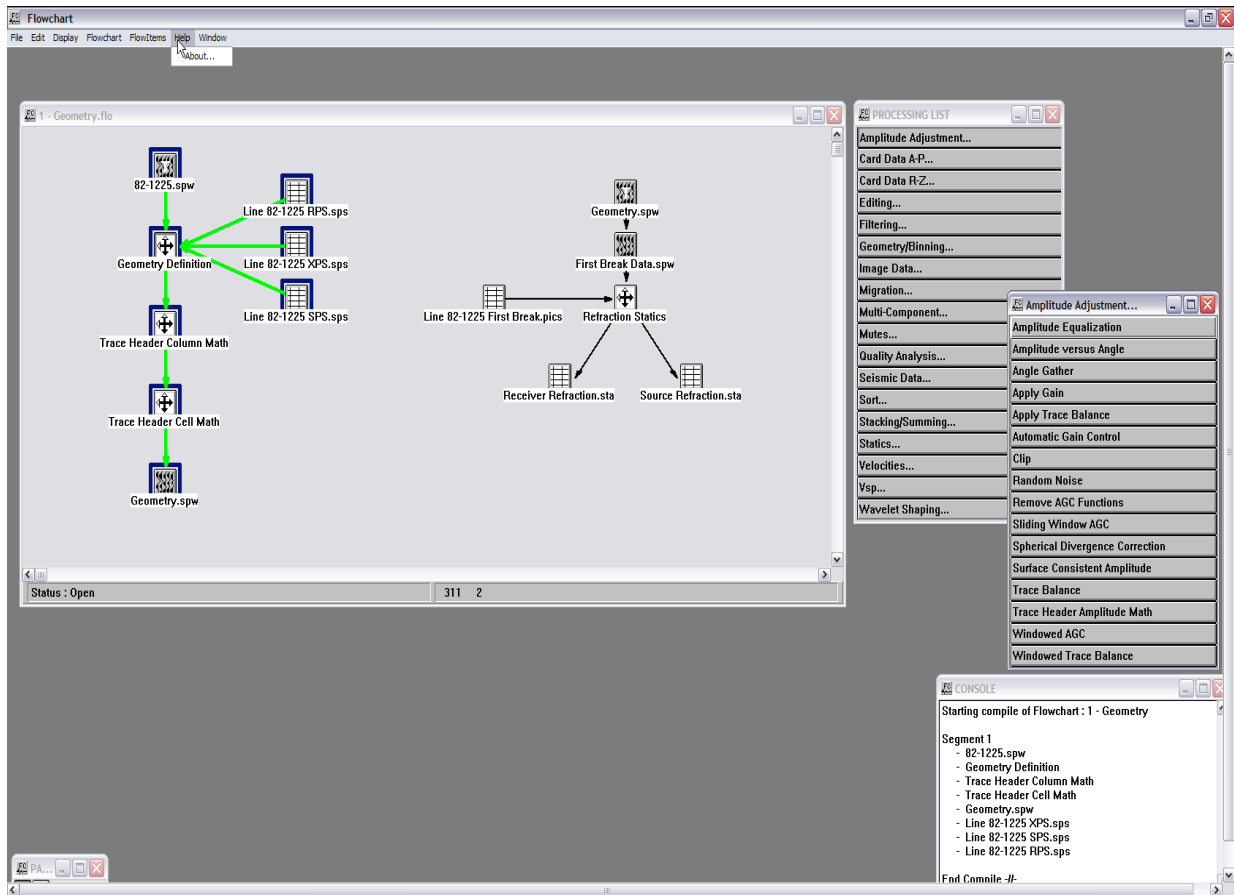 Flowchart
File Edit Display Flowchart FlowItems Help Window
About...
1 - Geometry.flo
82-1225.spw
Line 82-1225 RPS.sps
Geometry Definition
Line 82-1225 XPS.sps
Line 82-1225 SPS.sps
Trace Header Column Math
Trace Header Cell Math
Geometry.spw
Geometry.spw
First Break Data.spw
Line 82-1225 First Break.pics
Refraction Statics
Receiver Refraction.sta
Source Refraction.sta
Status : Open
311 2
PROCESSING LIST
Amplitude Adjustment...
Card Data A-P...
Card Data R-Z...
Editing...
Filtering...
Geometry/Binning...
Image Data...
Migration...
Multi-Component...
Mutes...
Quality Analysis...
Seismic Data...
Sort...
Stacking/Summing...
Statics...
Velocities...
Vsp...
Wavelet Shaping...
Amplitude Adjustment...
Amplitude Equalization
Amplitude versus Angle
Angle Gather
Apply Gain
Apply Trace Balance
Automatic Gain Control
Clip
Random Noise
Remove AGC Functions
Sliding Window AGC
Spherical Divergence Correction
Surface Consistent Amplitude
Trace Balance
Trace Header Amplitude Math
Windowed AGC
Windowed Trace Balance
CONSOLE
Starting compile of Flowchart : 1 - Geometry
Segment 1
- 82-1225.spw
- Geometry Definition
- Trace Header Column Math
- Trace Header Cell Math
- Geometry.spw
- Line 82-1225 XPS.sps
- Line 82-1225 SPS.sps
- Line 82-1225 RPS.sps
End Compile -//-
PA...